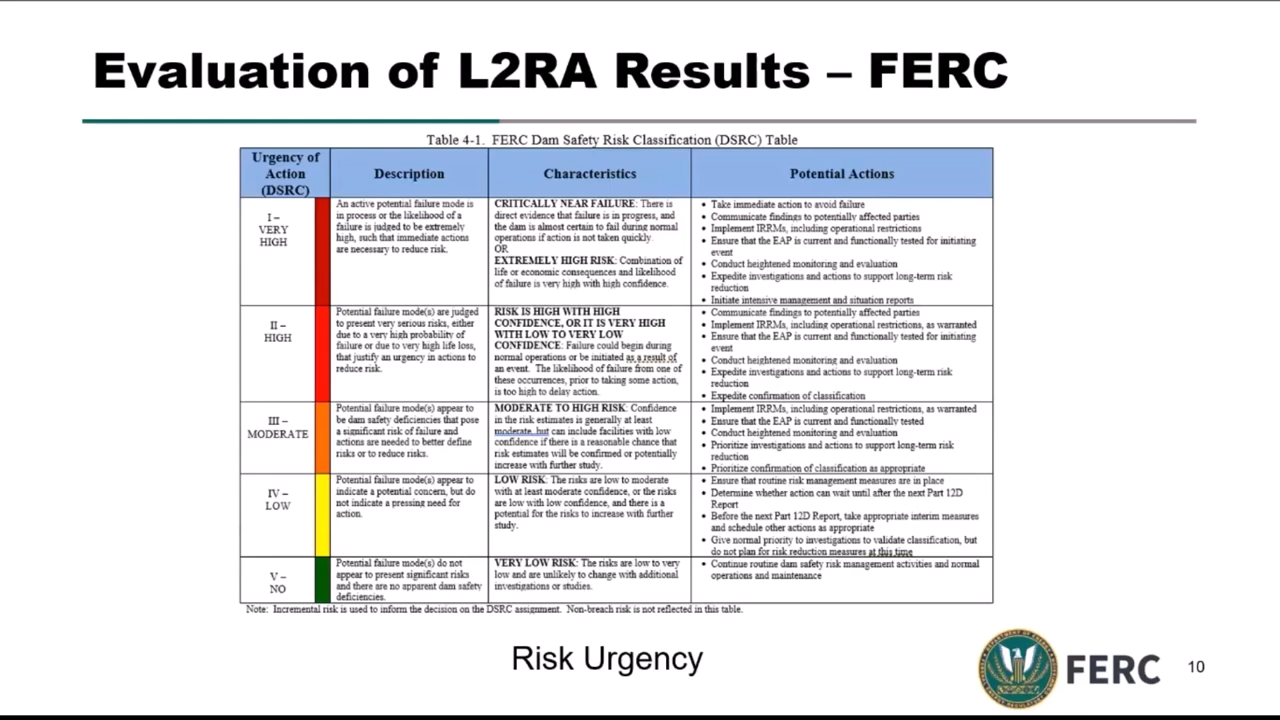 Evaluation of L2RA Results – FERC
Table 4-1. FERC Dam Safety Risk Classification (DSRC) Table
Urgency of
Action
(DSRC)
Description
Characteristics
Potential Actions
I –
VERY
HIGH
An active potential failure mode is
in process or the likelihood of a
failure is judged to be extremely
high, such that immediate actions
are necessary to reduce risk.
CRITICALLY NEAR FAILURE: There is
direct evidence that failure is in progress, and
the dam is almost certain to fail during normal
operations if action is not taken quickly.
OR
EXTREMELY HIGH RISK: Combination of
life or economic consequences and likelihood
of failure is very high with high confidence.
• Take immediate action to avoid failure
• Communicate findings to potentially affected parties
• Implement IRRMs, including operational restrictions
• Ensure that the EAP is current and functionally tested for initiating
event
• Conduct heightened monitoring and evaluation
• Expedite investigations and actions to support long-term risk
reduction
• Initiate intensive management and situation reports
II –
HIGH
Potential failure mode(s) are judged
to present very serious risks, either
due to a very high probability of
failure or due to very high life loss,
that justify an urgency in actions to
reduce risk.
RISK IS HIGH WITH HIGH
CONFIDENCE, OR IT IS VERY HIGH
WITH LOW TO VERY LOW
CONFIDENCE: Failure could begin during
normal operations or be initiated as a result of
an event. The likelihood of failure from one of
these occurrences, prior to taking some action,
is too high to delay action.
• Communicate findings to potentially affected parties
• Implement IRRMs, including operational restrictions, as warranted
• Ensure that the EAP is current and functionally tested for initiating
event
• Conduct heightened monitoring and evaluation
• Expedite investigations and actions to support long-term risk
reduction
• Expedite confirmation of classification
III –
MODERATE
Potential failure mode(s) appear to
be dam safety deficiencies that pose
a significant risk of failure and
actions are needed to better define
risks or to reduce risks.
MODERATE TO HIGH RISK: Confidence
in the risk estimates is generally at least
moderate, but can include facilities with low
confidence if there is a reasonable chance that
risk estimates will be confirmed or potentially
increase with further study.
• Implement IRRMs, including operational restrictions, as warranted
• Ensure that the EAP is current and functionally tested
• Conduct heightened monitoring and evaluation
• Prioritize investigations and actions to support long-term risk
reduction
• Prioritize confirmation of classification as appropriate
IV –
LOW
Potential failure mode(s) appear to
indicate a potential concern, but do
not indicate a pressing need for
action.
LOW RISK: The risks are low to moderate
with at least moderate confidence, or the risks
are low with low confidence, and there is a
potential for the risks to increase with further
study.
• Ensure that routine risk management measures are in place
• Determine whether action can wait until after the next Part 12D
Report
• Before the next Part 12D Report, take appropriate interim measures
and schedule other actions as appropriate
• Give normal priority to investigations to validate classification, but
do not plan for risk reduction measures at this time
V –
NO
Potential failure mode(s) do not
appear to present significant risks
and there are no apparent dam safety
deficiencies.
VERY LOW RISK: The risks are low to very
low and are unlikely to change with additional
investigations or studies.
• Continue routine dam safety risk management activities and normal
operations and maintenance
Note: Incremental risk is used to inform the decision on the DSRC assignment. Non-breach risk is not reflected in this table.
Risk Urgency
FERC
10